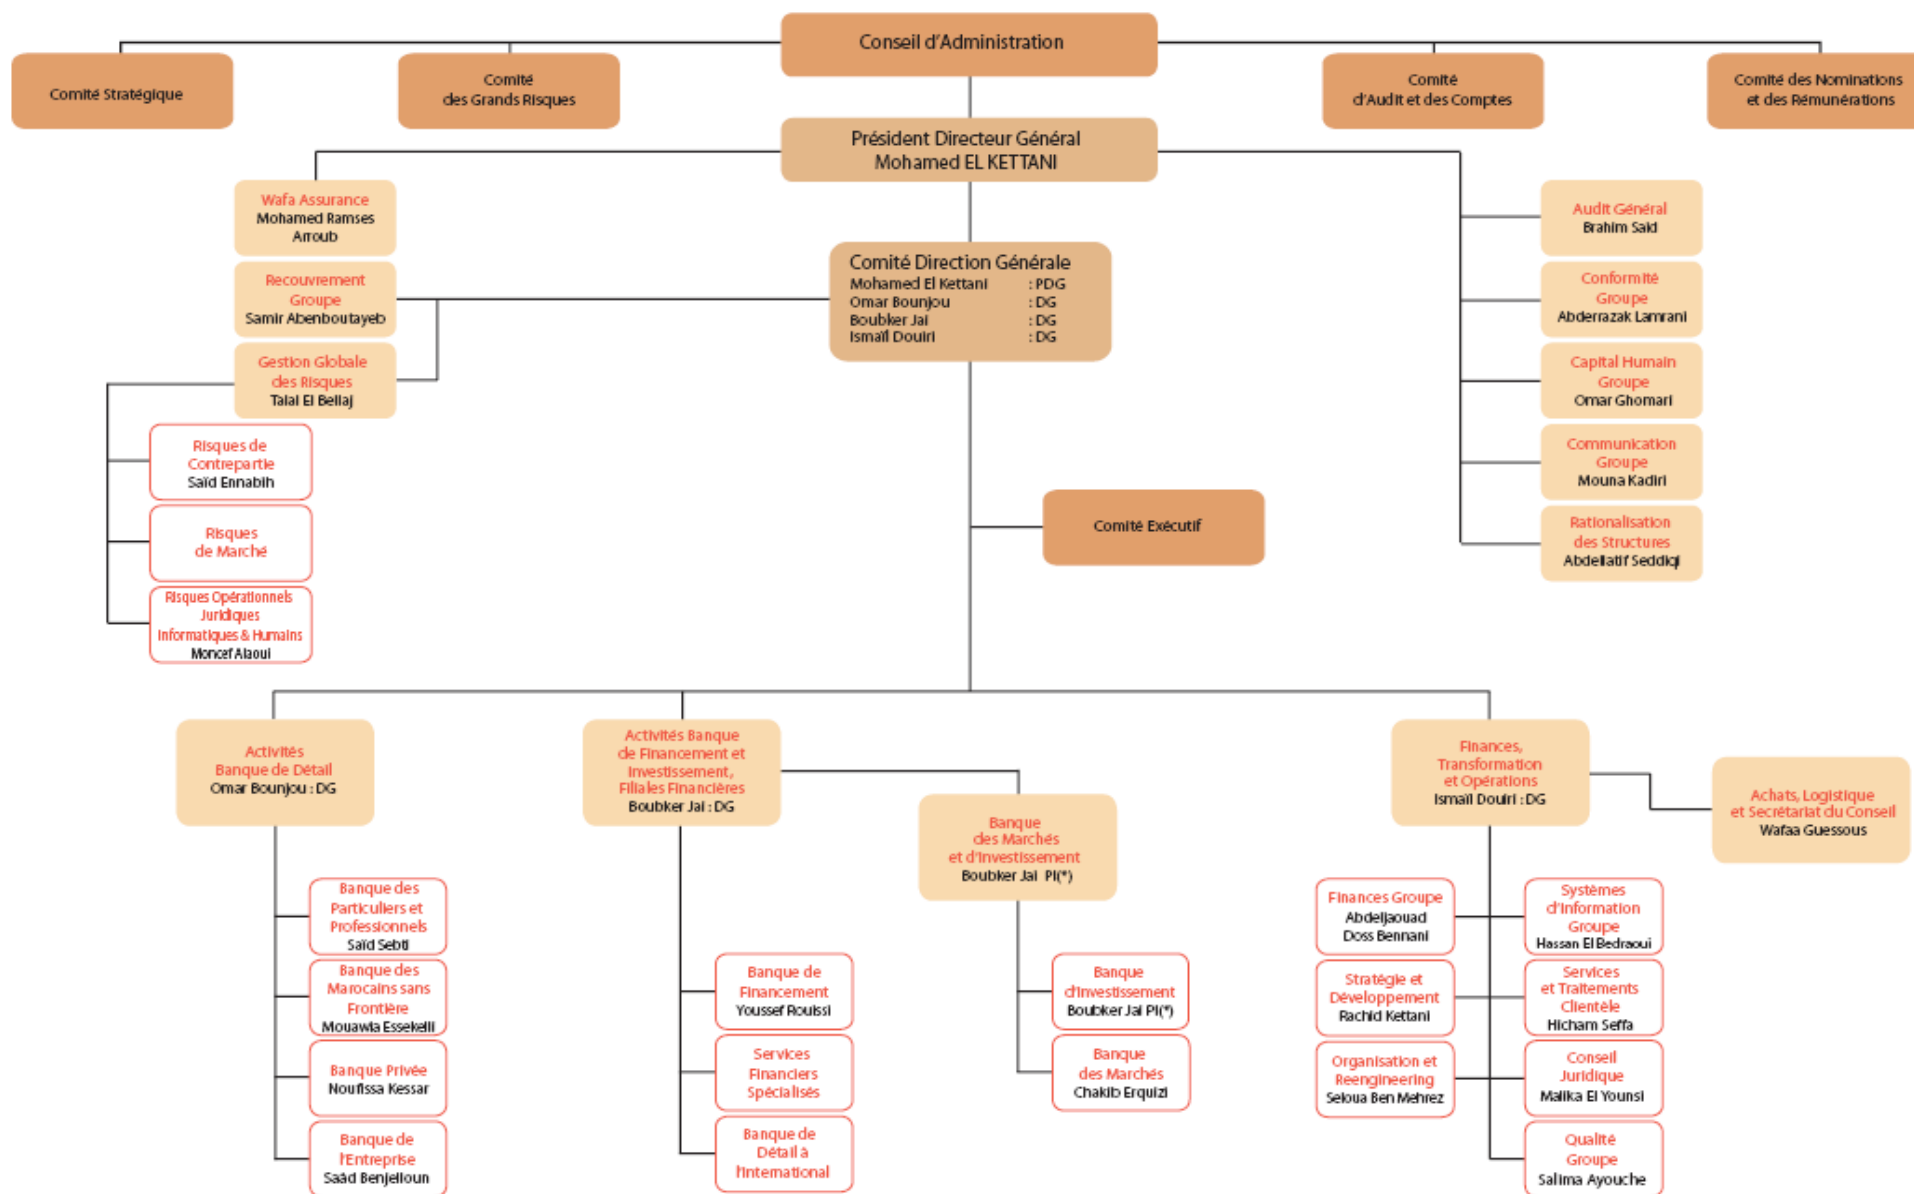 Conseil d'Administration
Comité Stratégique
Comité
des Grands Risques
Comité
d'Audit et des Comptes
Comité des Nominations
et des Rémunérations
Président Directeur Général
Mohamed EL KETTANI
Wafa Assurance
Mohamed Ramses
Arroub
Recouvrement
Groupe
Samir Abenboutayeb
Gestion Globale
des Risques
Talal El Bellaj
Comité Direction Générale
Mohamed El Kettani : PDG
Omar Bounjou : DG
Boubker Jai : DG
Ismaïl Douiri : DG
Audit Général
Brahim Said
Conformité
Groupe
Abderrazak Lamrani
Capital Humain
Groupe
Omar Ghomari
Communication
Groupe
Mouna Kadiri
Rationalisation
des Structures
Abdellatif Seddiqi
Risques de
Contrepartie
Saïd Ennabih
Risques
de Marché
Risques Opérationnels
Juridiques
Informatiques & Humains
Moncef Alaoui
Comité Exécutif
Activités
Banque de Détail
Omar Bounjou : DG
Activités Banque
de Financement et
Investissement,
Filiales Financières
Boubker Jai : DG
Banque
des Marchés
et d'Investissement
Boubker Jai PI(*)
Finances,
Transformation
et Opérations
Ismaïl Douiri : DG
Achats, Logistique
et Secrétariat du Conseil
Wafaa Guessous
Banque des
Particuliers et
Professionnels
Saïd Sebti
Banque des
Marocains sans
Frontière
Mouawia Essekelli
Banque Privée
Noufissa Kessar
Banque de
l'Entreprise
Saâd Benjelloun
Banque de
Financement
Youssef Rouissi
Services
Financiers
Spécialisés
Banque de
Détail à
l'International
Banque
d'Investissement
Boubker Jai PI(*)
Banque
des Marchés
Chakib Erquizi
Finances Groupe
Abdeljaouad
Doss Bennani
Stratégie et
Développement
Rachid Kettani
Organisation et
Reengineering
Seloua Ben Mehrez
Systèmes
d'Information
Groupe
Hassan El Bedraoui
Services
et Traitements
Clientèle
Hicham Seffa
Conseil
Juridique
Malika El Younsi
Qualité
Groupe
Salima Ayouche